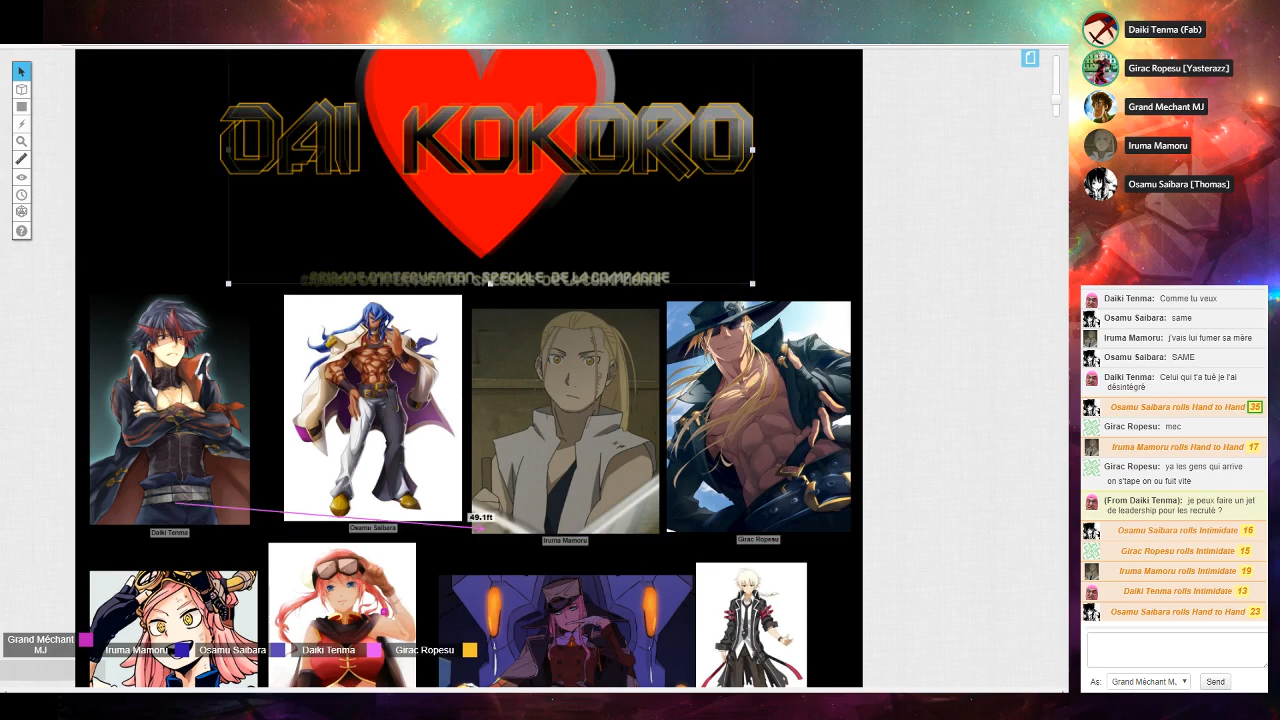 DAI KOKORO
BRIGADE D'INTERVENTION SPECIALE DE LA COMPAGNIE
Daiki Tenma
Osamu Saibara
49.1ft
Iruma Mamoru
Girac Ropesu
Grand Méchant
MJ
Iruma Mamoru
Osamu Saibara
Daiki Tenma
Girac Ropesu
Daiki Tenma (Fab)
Girac Ropesu [Yasterazz]
Grand Mechant MJ
Iruma Mamoru
Osamu Saibara [Thomas]
Daiki Tenma: Comme tu veux
Osamu Saibara: same
Iruma Mamoru: j'vais lui fumer sa mère
Osamu Saibara: SAME
Daiki Tenma: Celui qui t'a tué je l'ai
désintégré
Osamu Saibara rolls Hand to Hand 35
Girac Ropesu: mec
Iruma Mamoru rolls Hand to Hand 17
Girac Ropesu: ya les gens qui arrive
on s'tape on ou fuit vite
(From Daiki Tenma): je peux faire un jet
de leadership pour les recruté ?
Osamu Saibara rolls Intimidate 16
Girac Ropesu rolls Intimidate 15
Iruma Mamoru rolls Intimidate 19
Daiki Tenma rolls Intimidate 13
Osamu Saibara rolls Hand to Hand 23
As: Grand Méchant M. Send